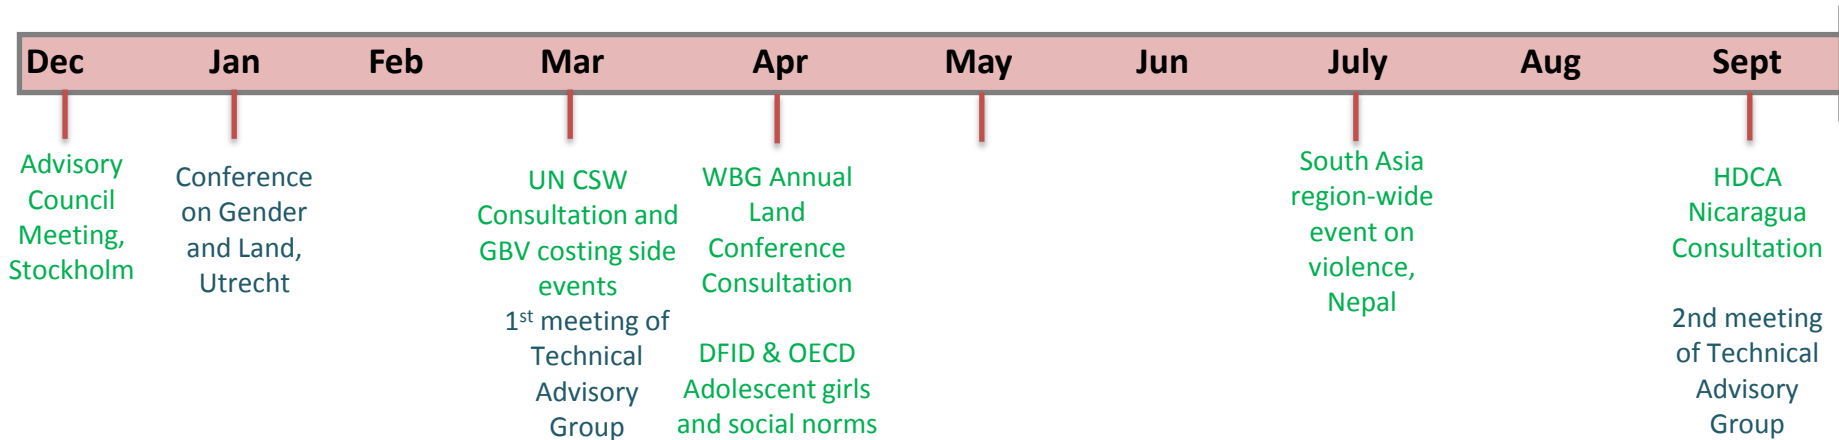 Dec Jan Feb Mar Apr May Jun July Aug Sept
Advisory
Council
Meeting,
Stockholm
Conference
on Gender
and Land,
Utrecht
UN CSW
Consultation and
GBV costing side
events
1st meeting of
Technical
Advisory
Group
WBG Annual
Land
Conference
Consultation
DFID & OECD
Adolescent girls
and social norms
South Asia
region-wide
event on
violence,
Nepal
HDCA
Nicaragua
Consultation
2nd meeting
of Technical
Advisory
Group